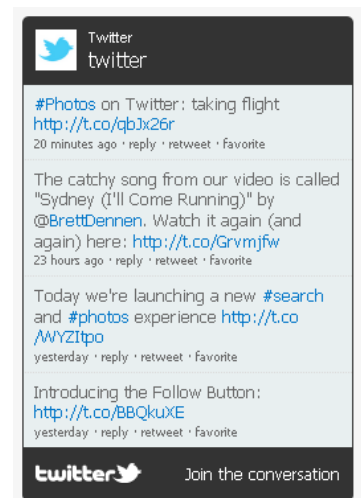 Twitter
twitter
#Photos on Twitter: taking flight
http://t.co/qbJx26r
20 minutes ago · reply · retweet · favorite
The catchy song from our video is called
"Sydney (I'll Come Running)" by
@BrettDennen. Watch it again (and
again) here: http://t.co/Grvmjfw
23 hours ago · reply · retweet · favorite
Today we're launching a new #search
and #photos experience http://t.co
/WYZItpo
yesterday · reply · retweet · favorite
Introducing the Follow Button:
http://t.co/BBQkuXE
yesterday · reply · retweet · favorite
twitter Join the conversation